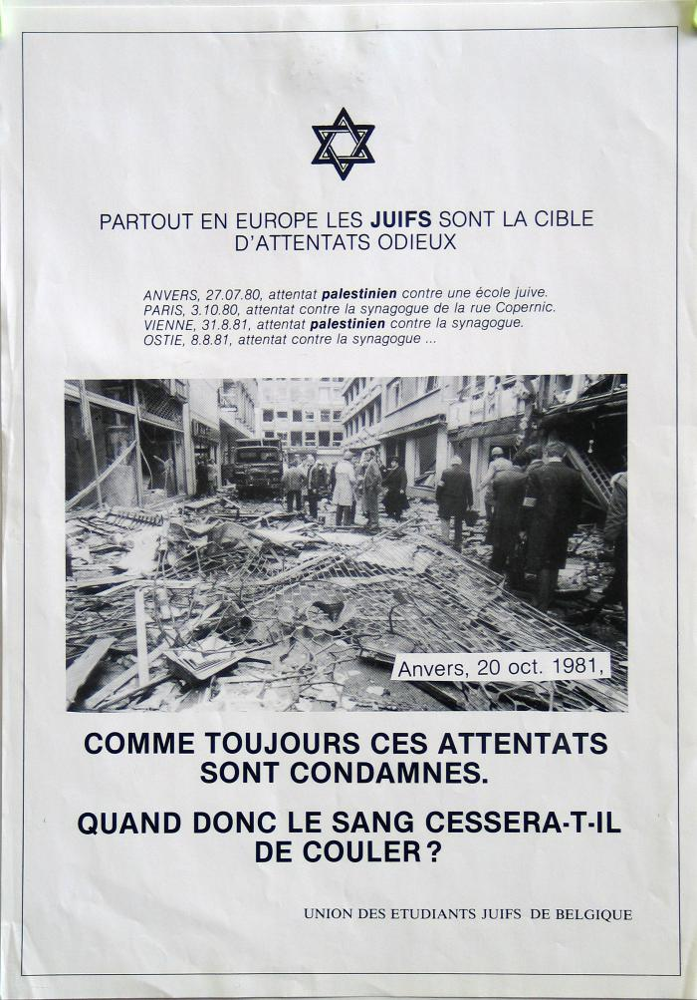 PARTOUT EN EUROPE LES JUIFS SONT LA CIBLE
D'ATTENTATS ODIEUX
ANVERS, 27.07.80, attentat palestinien contre une école juive.
PARIS, 3.10.80, attentat contre la synagogue de la rue Copernic.
VIENNE, 31.8.81, attentat palestinien contre la synagogue.
OSTIE, 8.8.81, attentat contre la synagogue ...
Anvers, 20 oct. 1981,
COMME TOUJOURS CES ATTENTATS
SONT CONDAMNES.
QUAND DONC LE SANG CESSERA-T-IL
DE COULER ?
UNION DES ETUDIANTS JUIFS DE BELGIQUE